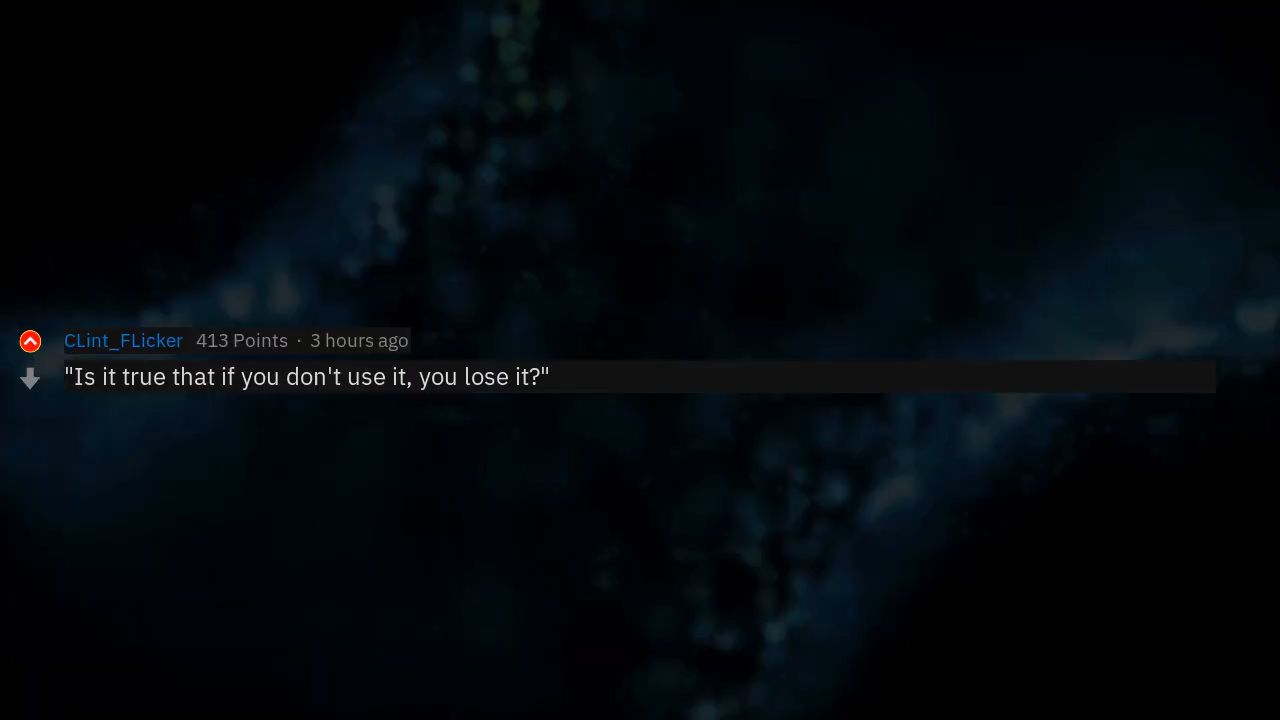 CLint_FLicker 413 Points · 3 hours ago
"Is it true that if you don't use it, you lose it?"